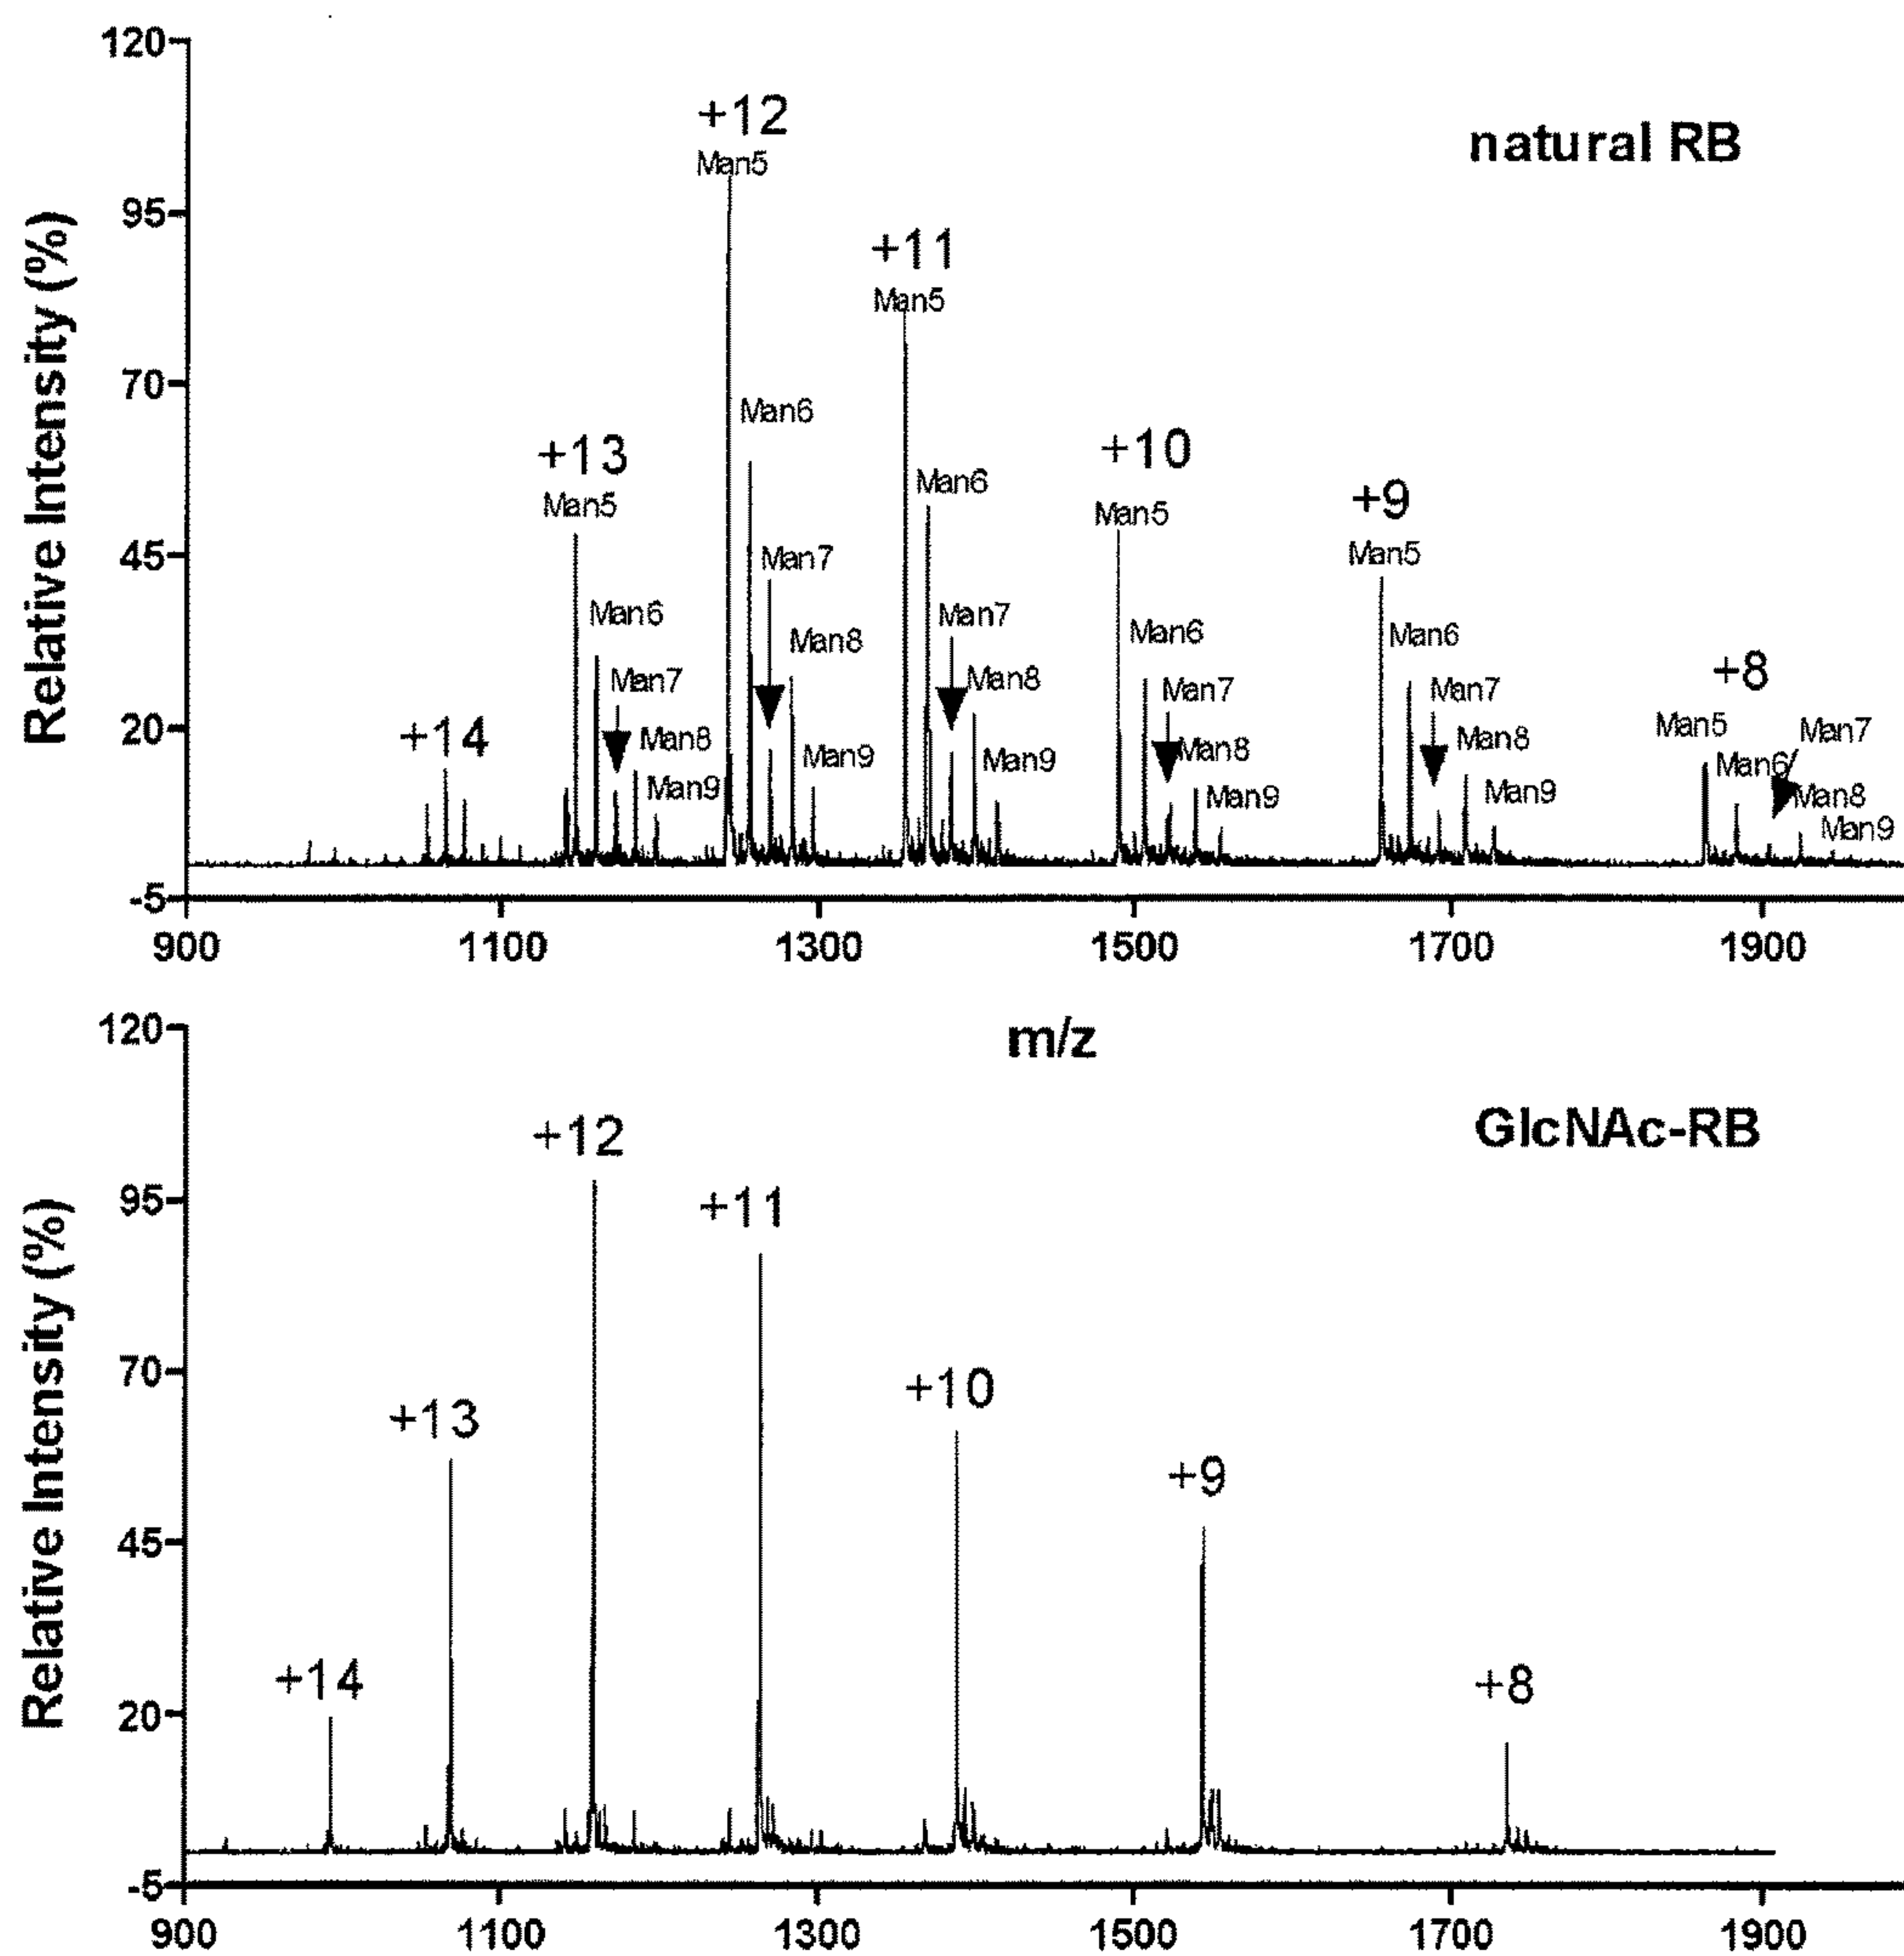 120
+12
Man5
natural RB
95
+11
Man5
Relative Intensity (%)
70
Man6
+13
Man5
Man6
+10
Man5
+9
Man5
45
Man7
Man6
Man7
Man8
Man6
Man6
+8
Man7
Man8
Man7
Man7
Man5
Man7
20
+14
Man8
Man9
Man9
Man8
Man8
Man6
Man9
Man9
Man9
Man8
Man9
-5
900 1100 1300 1500 1700 1900
m/z
120
+12
GlcNAc-RB
95
+11
Relative Intensity (%)
70
+10
+13
+9
45
+14
+8
20
-5
900 1100 1300 1500 1700 1900